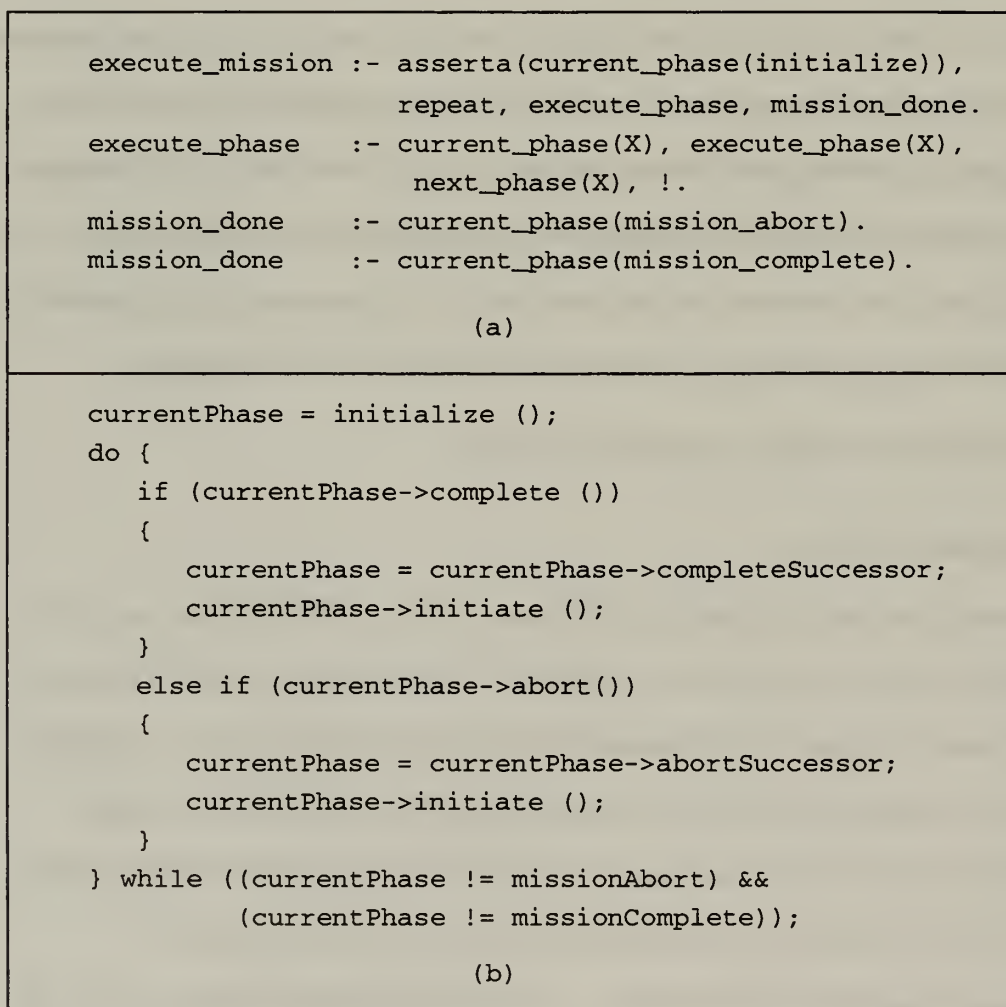 execute_mission :- asserta(current_phase(initialize)),
repeat, execute_phase, mission_done.
execute_phase :- current_phase(X), execute_phase(X),
next_phase(X), !.
mission_done :- current_phase(mission_abort).
mission_done :- current_phase(mission_complete).
(a)
currentPhase = initialize ();
do {
if (currentPhase->complete ())
{
currentPhase = currentPhase->completeSuccessor;
currentPhase->initiate ();
}
else if (currentPhase->abort())
{
currentPhase = currentPhase->abortSuccessor;
currentPhase->initiate ();
}
} while ((currentPhase != missionAbort) &&
(currentPhase != missionComplete));
(b)